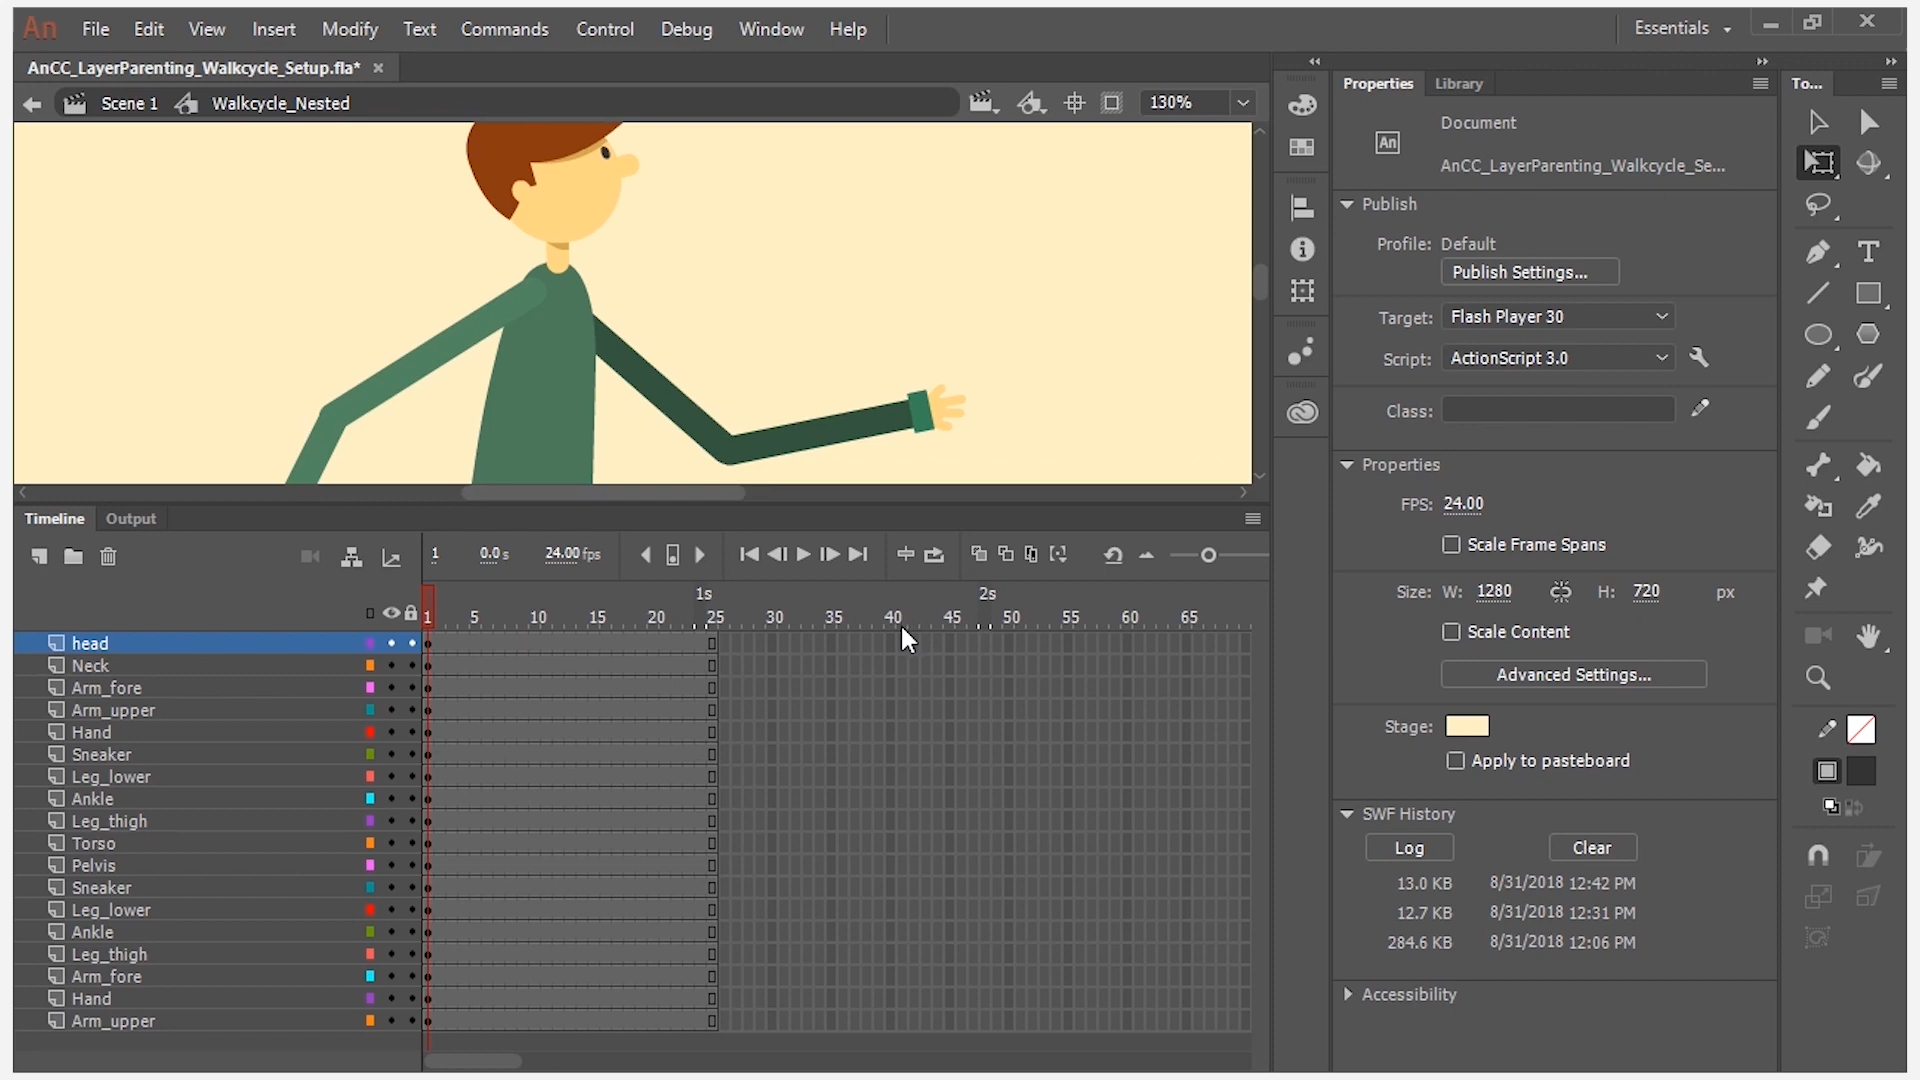 An File Edit View Insert Modify Text Commands Control Debug Window Help Essentials
AnCC_LayerParenting_Walkcycle_Setup.fla*
Scene 1 Walkcycle_Nested 130%
Timeline Output
1 0.0 s 24.00 fps
1s 2s
1 5 10 15 20 25 30 35 40 45 50 55 60 65
head
Neck
Arm_fore
Arm_upper
Hand
Sneaker
Leg_lower
Ankle
Leg_thigh
Torso
Pelvis
Sneaker
Leg_lower
Ankle
Leg_thigh
Arm_fore
Hand
Arm_upper
Properties Library
Document
An
AnCC_LayerParenting_Walkcycle_Se...
Publish
Profile: Default
Publish Settings...
Target: Flash Player 30
Script: ActionScript 3.0
Class:
Properties
FPS: 24.00
Scale Frame Spans
Size: W: 1280 H: 720 px
Scale Content
Advanced Settings...
Stage:
Apply to pasteboard
SWF History
Log Clear
13.0 KB 8/31/2018 12:42 PM
12.7 KB 8/31/2018 12:31 PM
284.6 KB 8/31/2018 12:06 PM
Accessibility
To...